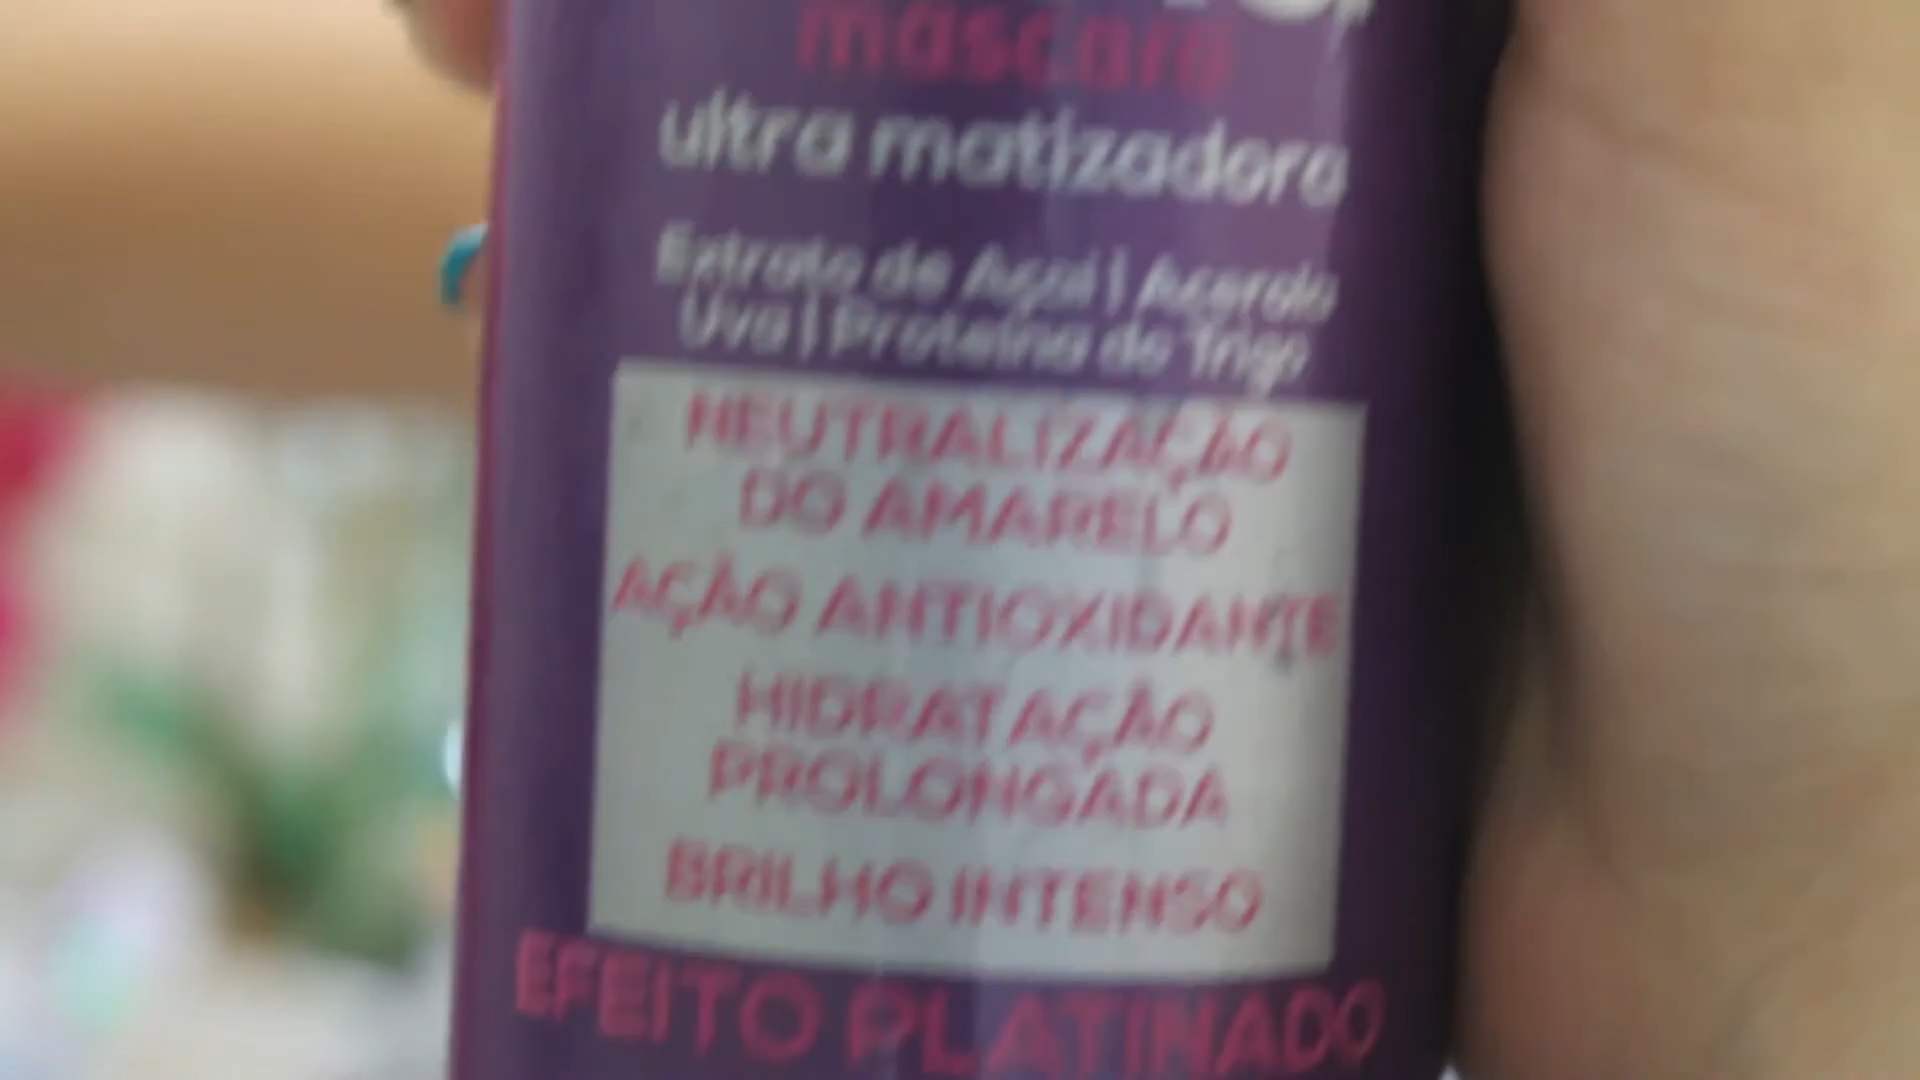 máscara
ultra matizadora
Extrato de Açaí | Acerola
Uva | Proteína do Trigo
NEUTRALIZAÇÃO
DO AMARELO
AÇÃO ANTIOXIDANTE
HIDRATAÇÃO
PROLONGADA
BRILHO INTENSO
EFEITO PLATINADO